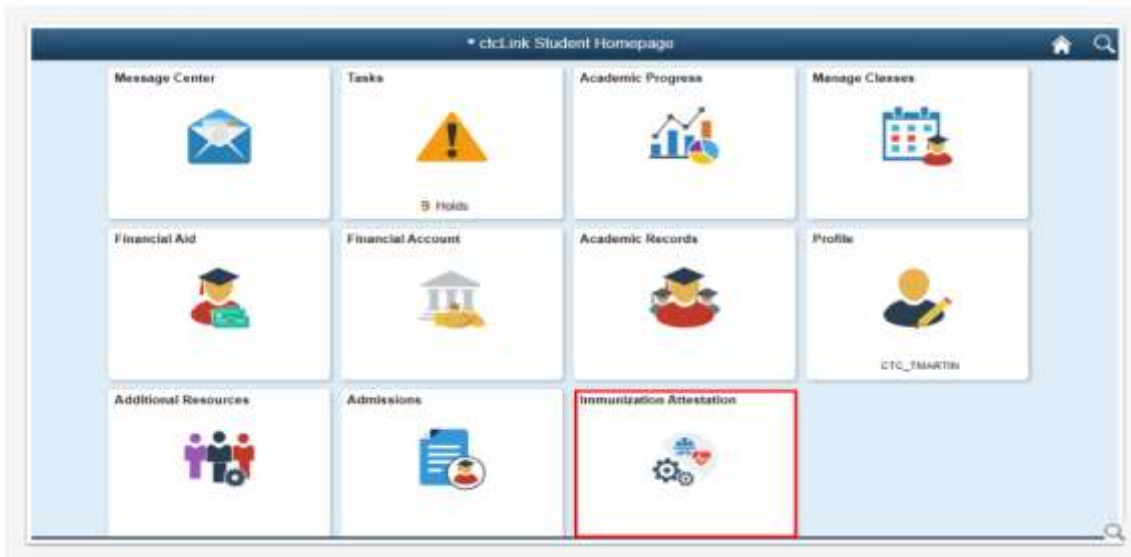 ctcLink Student Homepage
Message Center
Tasks
Academic Progress
Manage Classes
9 Holds
Financial Aid
Financial Account
Academic Records
Profile
CTC_TMARTIN
Additional Resources
Admissions
Immunization Attestation